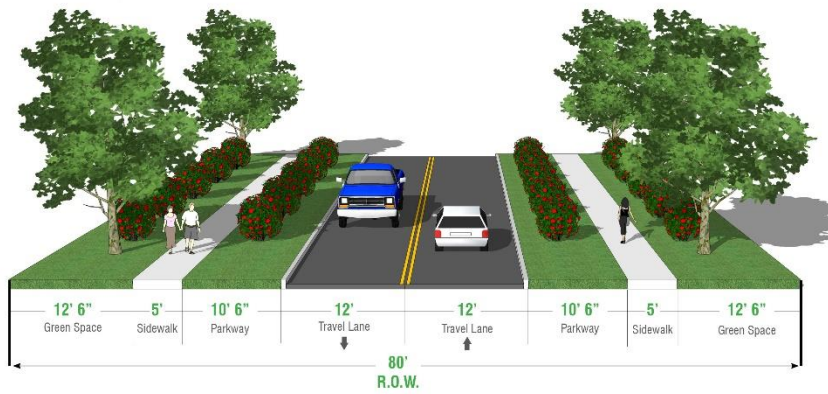 12' 6” 5' 10' 6” 12' 12' 10' 6” 5' 12' 6”
Green Space Sidewalk Parkway Travel Lane Travel Lane Parkway Sidewalk Green Space
80'
R.O.W.